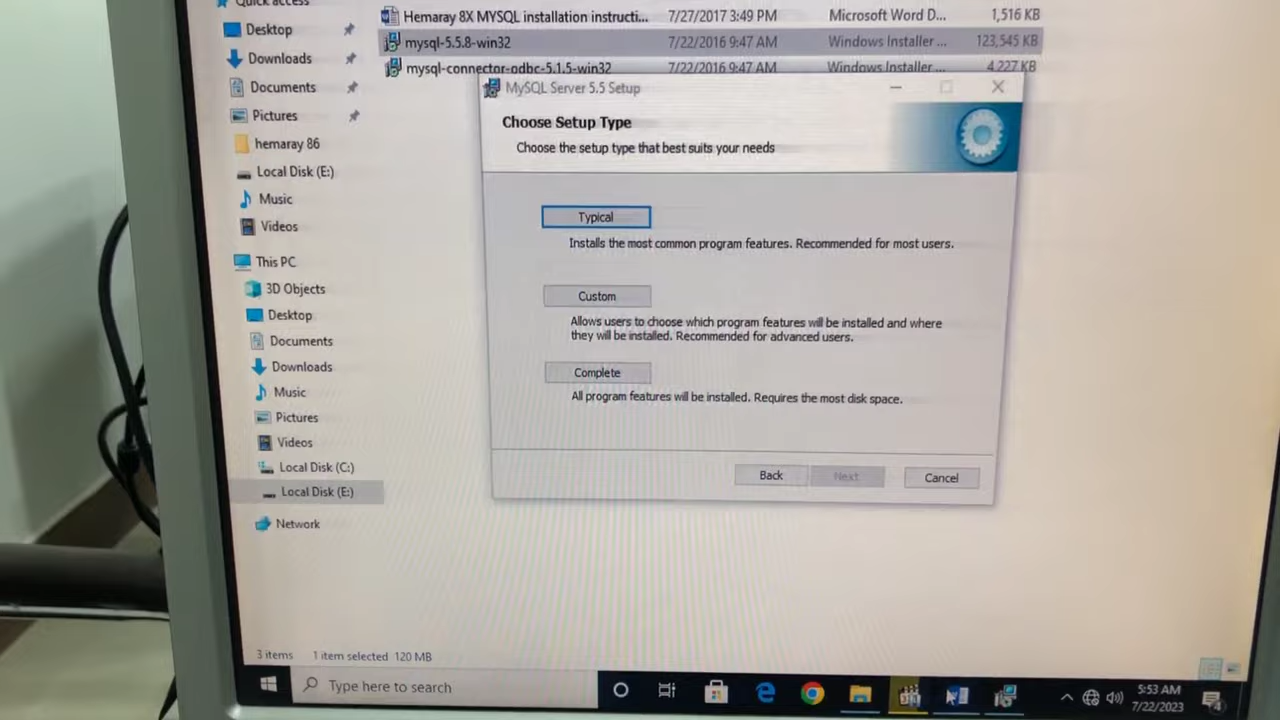 Quick access
Hemaray 8X MYSQL installation instructi... 7/27/2017 3:49 PM Microsoft Word D... 1,516 KB
Desktop
mysql-5.5.8-win32 7/22/2016 9:47 AM Windows Installer ... 123,545 KB
Downloads
mysql-connector-odbc-5.1.5-win32 7/22/2016 9:47 AM Windows Installer ... 4,227 KB
Documents
MySQL Server 5.5 Setup
Pictures
Choose Setup Type
hemaray 86
Choose the setup type that best suits your needs
Local Disk (E:)
Music
Videos
Typical
Installs the most common program features. Recommended for most users.
This PC
3D Objects
Custom
Desktop
Allows users to choose which program features will be installed and where
they will be installed. Recommended for advanced users.
Documents
Downloads
Complete
Music
All program features will be installed. Requires the most disk space.
Pictures
Videos
Local Disk (C:)
Back Next Cancel
Local Disk (E:)
Network
3 items 1 item selected 120 MB
Type here to search
5:53 AM
7/22/2023
4